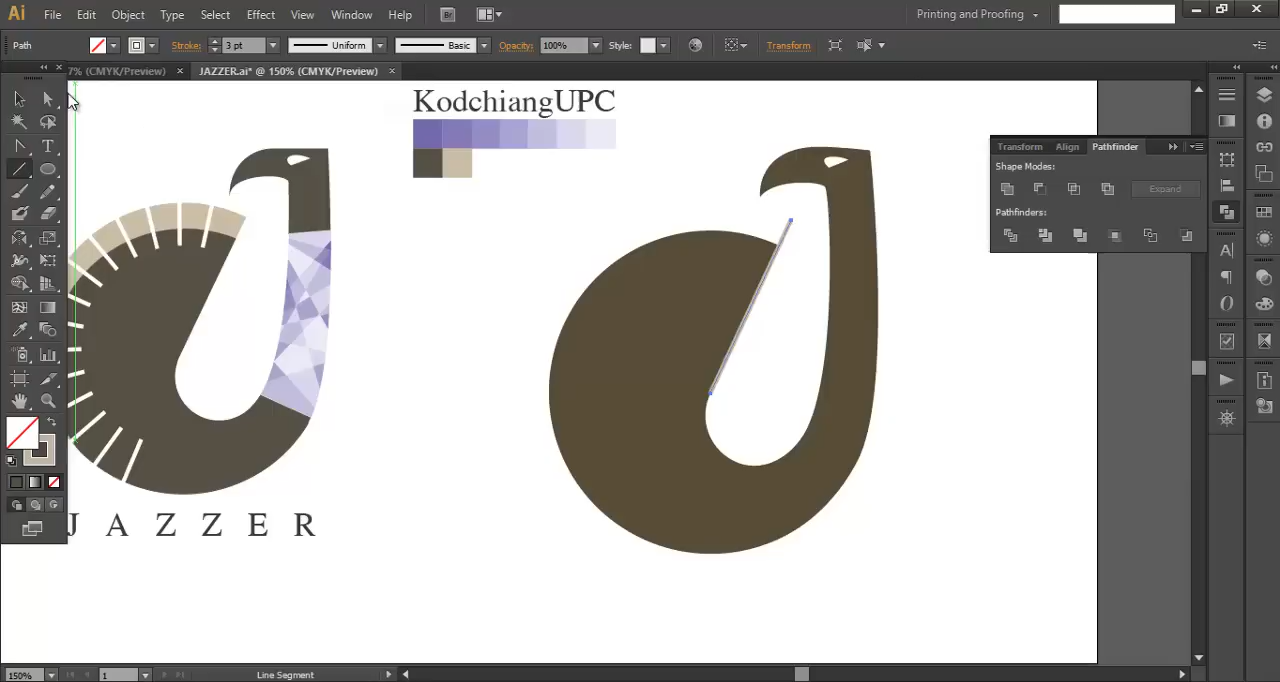 Ai File Edit Object Type Select Effect View Window Help Br Printing and Proofing
Path Stroke: 3 pt Uniform Basic Opacity: 100% Style: Transform
7% (CMYK/Preview) × JAZZER.ai* @ 150% (CMYK/Preview) ×
KodchiangUPC
Transform Align Pathfinder
Shape Modes:
Expand
Pathfinders:
J A Z Z E R
150% 1 Line Segment